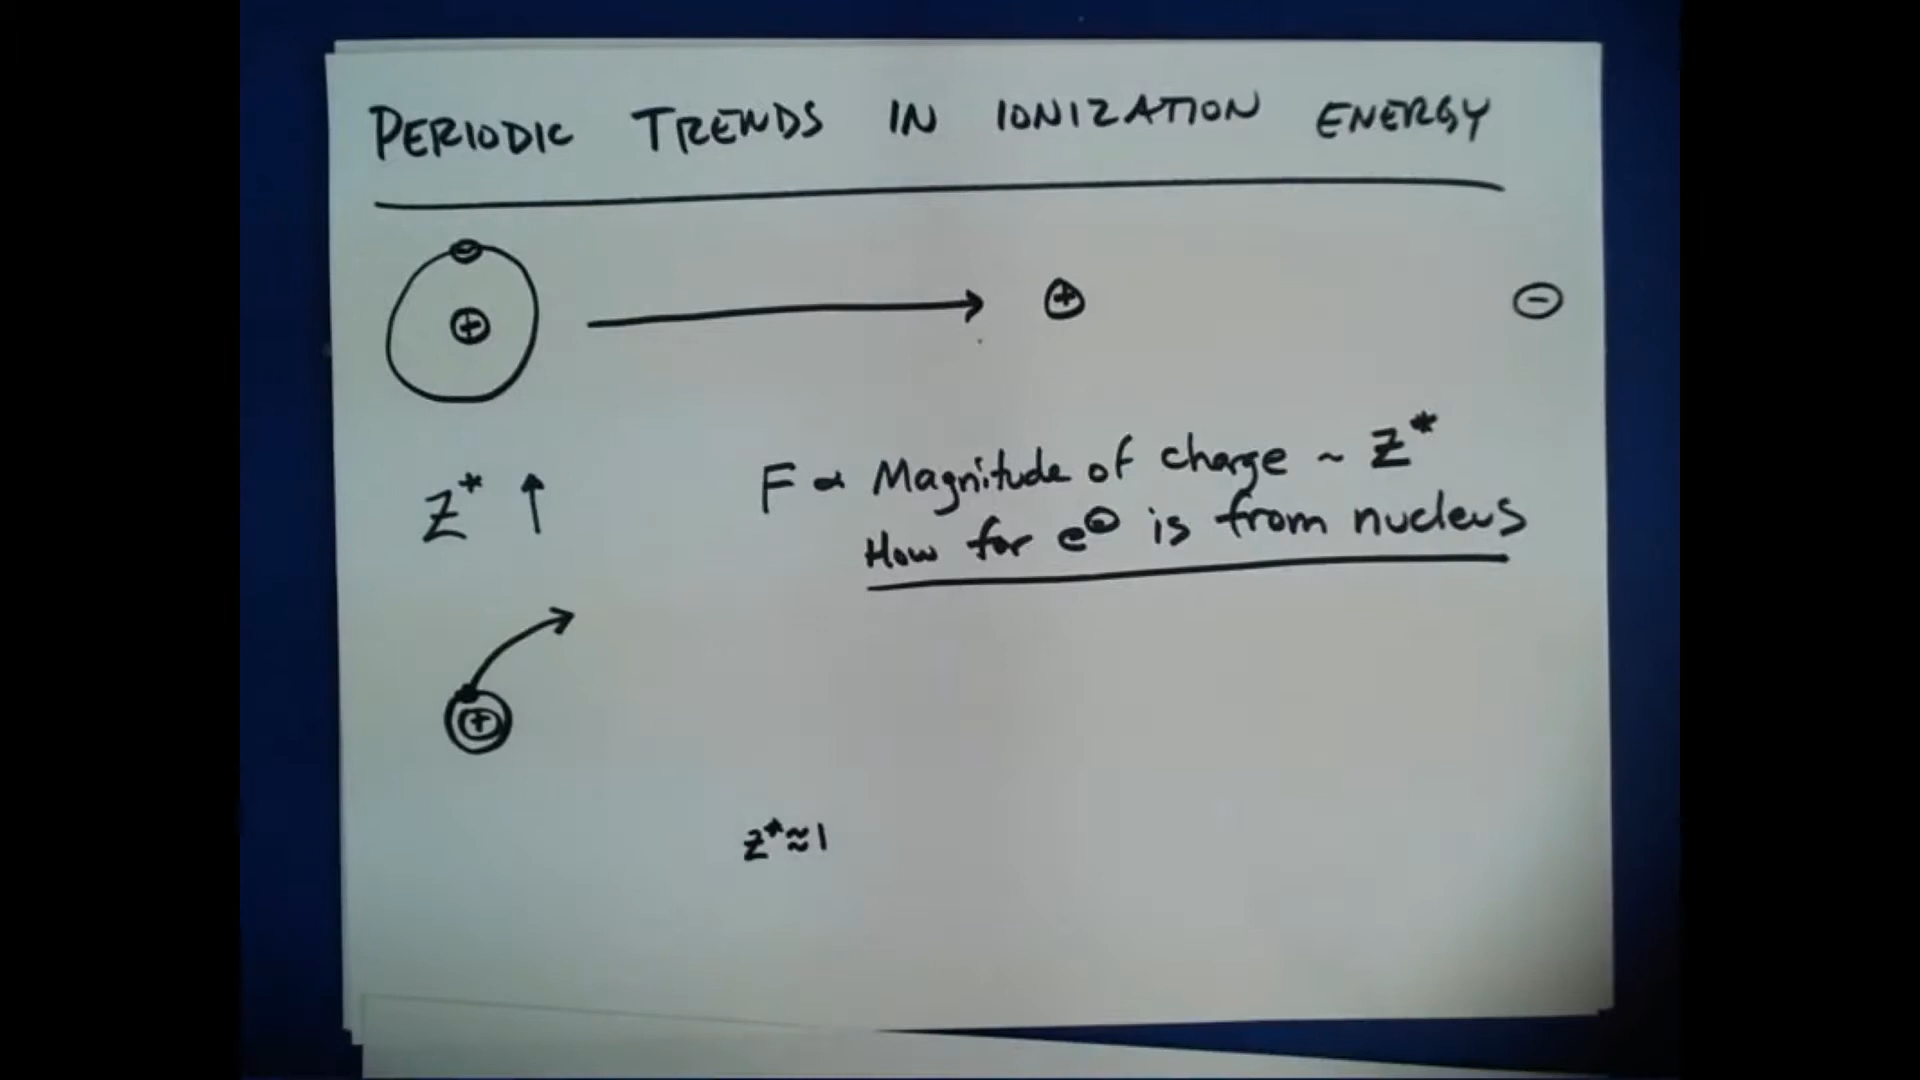 PERIODIC TRENDS IN IONIZATION ENERGY
⊖
⊕
⊕
⊖
Z* ↑
F ∝ Magnitude of charge ~ Z*
How far e⊖ is from nucleus
⊕
Z* ≈ 1